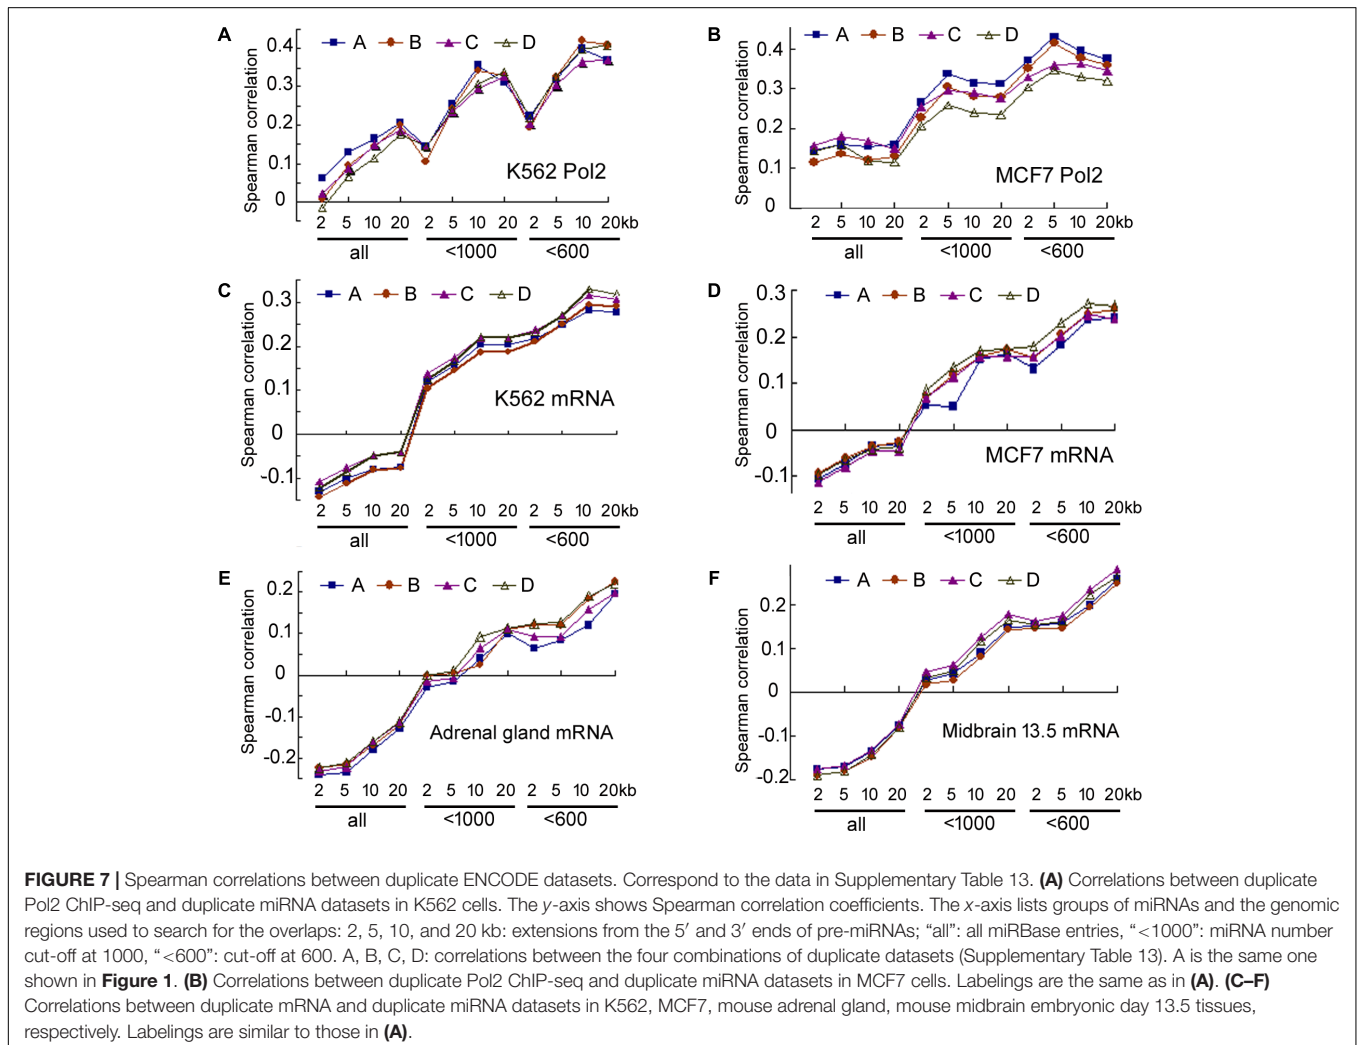 A
A B C D
Spearman correlation
0.4
0.3
0.2
0.1
0
K562 Pol2
2 5 10 20 2 5 10 20 2 5 10 20kb
all <1000 <600
B
A B C D
Spearman correlation
0.4
0.3
0.2
0.1
0
MCF7 Pol2
2 5 10 20 2 5 10 20 2 5 10 20kb
all <1000 <600
C
A B C D
Spearman correlation
0.3
0.2
0.1
0
-0.1
K562 mRNA
2 5 10 20 2 5 10 20 2 5 10 20 kb
all <1000 <600
D
A B C D
Spearman correlation
0.3
0.2
0.1
0
-0.1
MCF7 mRNA
2 5 10 20 2 5 10 20 2 5 10 20kb
all <1000 <600
E
A B C D
Spearman correlation
0.2
0.1
0
-0.1
-0.2
Adrenal gland mRNA
2 5 10 20 2 5 10 20 2 5 10 20kb
all <1000 <600
F
A B C D
Spearman correlation
0.2
0.1
0
-0.1
-0.2
Midbrain 13.5 mRNA
2 5 10 20 2 5 10 20 2 5 10 20kb
all <1000 <600
FIGURE 7 | Spearman correlations between duplicate ENCODE datasets. Correspond to the data in Supplementary Table 13. (A) Correlations between duplicate
Pol2 ChIP-seq and duplicate miRNA datasets in K562 cells. The y-axis shows Spearman correlation coefficients. The x-axis lists groups of miRNAs and the genomic
regions used to search for the overlaps: 2, 5, 10, and 20 kb: extensions from the 5′ and 3′ ends of pre-miRNAs; “all”: all miRBase entries, “<1000”: miRNA number
cut-off at 1000, “<600”: cut-off at 600. A, B, C, D: correlations between the four combinations of duplicate datasets (Supplementary Table 13). A is the same one
shown in Figure 1. (B) Correlations between duplicate Pol2 ChIP-seq and duplicate miRNA datasets in MCF7 cells. Labelings are the same as in (A). (C–F)
Correlations between duplicate mRNA and duplicate miRNA datasets in K562, MCF7, mouse adrenal gland, mouse midbrain embryonic day 13.5 tissues,
respectively. Labelings are similar to those in (A).